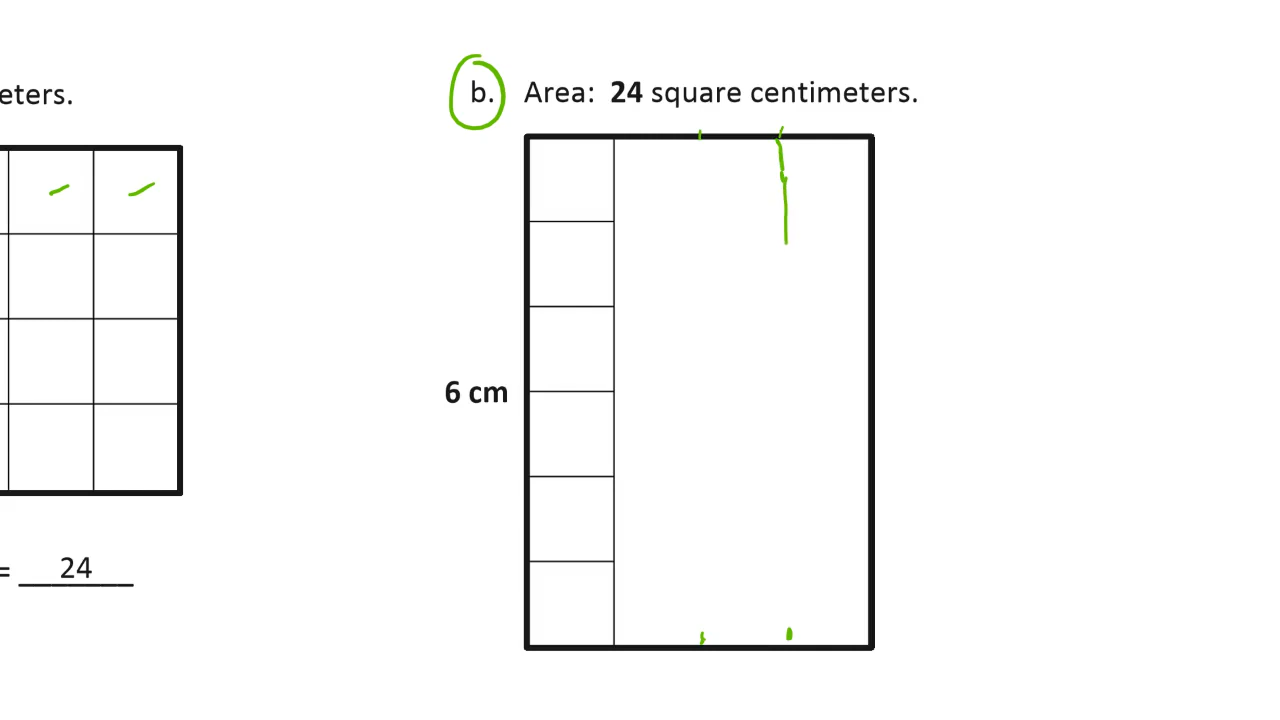 eters.
b. Area: 24 square centimeters.
6 cm
= 24